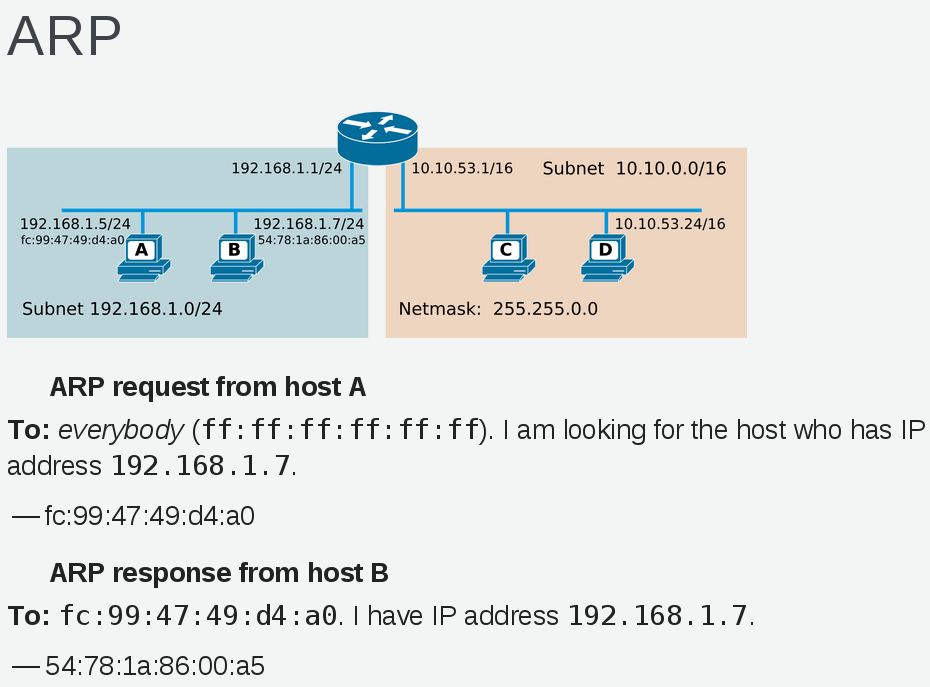 ARP
192.168.1.1/24
10.10.53.1/16
Subnet 10.10.0.0/16
192.168.1.5/24
192.168.1.7/24
10.10.53.24/16
fc:99:47:49:d4:a0
54:78:1a:86:00:a5
A
B
C
D
Subnet 192.168.1.0/24
Netmask: 255.255.0.0
ARP request from host A
To: everybody (ff:ff:ff:ff:ff:ff). I am looking for the host who has IP
address 192.168.1.7.
— fc:99:47:49:d4:a0
ARP response from host B
To: fc:99:47:49:d4:a0. I have IP address 192.168.1.7.
— 54:78:1a:86:00:a5